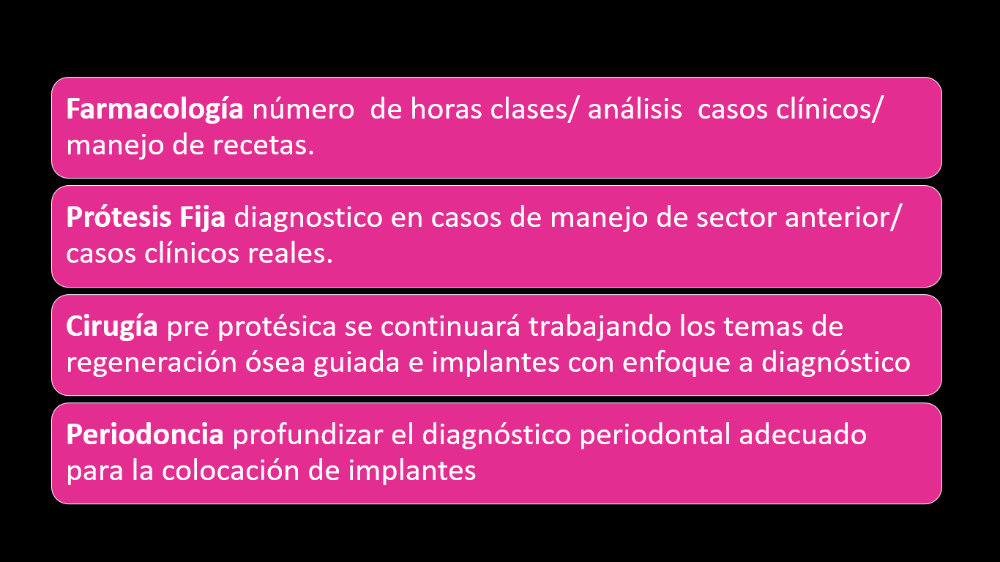 Farmacología número  de horas clases/ análisis  casos clínicos/
manejo de recetas.
Prótesis Fija diagnostico en casos de manejo de sector anterior/
casos clínicos reales.
Cirugía pre protésica se continuará trabajando los temas de
regeneración ósea guiada e implantes con enfoque a diagnóstico
Periodoncia profundizar el diagnóstico periodontal adecuado
para la colocación de implantes